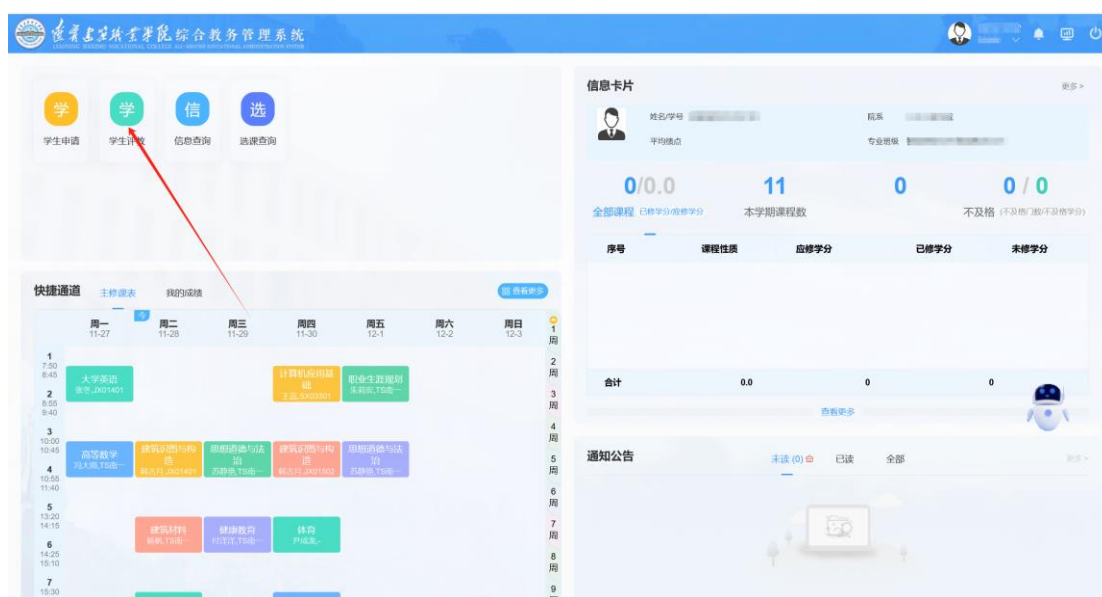 综合教务管理系统
学 学 信 选
学生申请 学生评教 信息查询 选课查询
信息卡片 更多 >
姓名/学号 院系
平均绩点 专业班级
0/0.0 11 0 0 / 0
全部课程 已修学分/应修学分 本学期课程数 不及格 (不及格门数/不及格学分)
序号 课程性质 应修学分 已修学分 未修学分
合计 0.0 0 0
查看更多
通知公告 未读 (0) 已读 全部 更多 >
快捷通道 主修课表 我的成绩 查看更多
周一 今 周二 周三 周四 周五 周六 周日
11-27 11-28 11-29 11-30 12-1 12-2 12-3
1周
2周
3周
4周
5周
6周
7周
8周
9
1
7:50
8:45
2
8:55
9:40
大学英语
计算机应用基础
职业生涯规划
3
10:00
10:45
4
10:55
11:40
高等数学
建筑识图与构造
思想道德与法治
建筑识图与构造
思想道德与法治
5
13:20
14:15
6
14:25
15:10
建筑材料
健康教育
体育
7
15:30